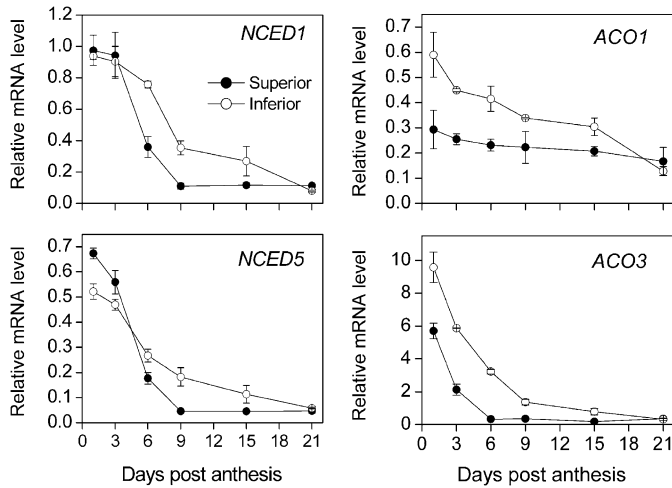 NCED1
Relative mRNA level
1.2
1.0
0.8
0.6
0.4
0.2
0.0
Superior
Inferior
ACO1
Relative mRNA level
0.7
0.6
0.5
0.4
0.3
0.2
0.1
0.0
NCED5
Relative mRNA level
0.7
0.6
0.5
0.4
0.3
0.2
0.1
0.0
0 3 6 9 12 15 18 21
Days post anthesis
ACO3
Relative mRNA level
10
8
6
4
2
0
0 3 6 9 12 15 18 21
Days post anthesis